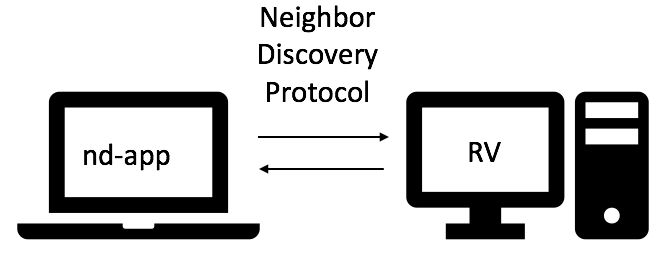 Neighbor
Discovery
Protocol
nd-app
RV